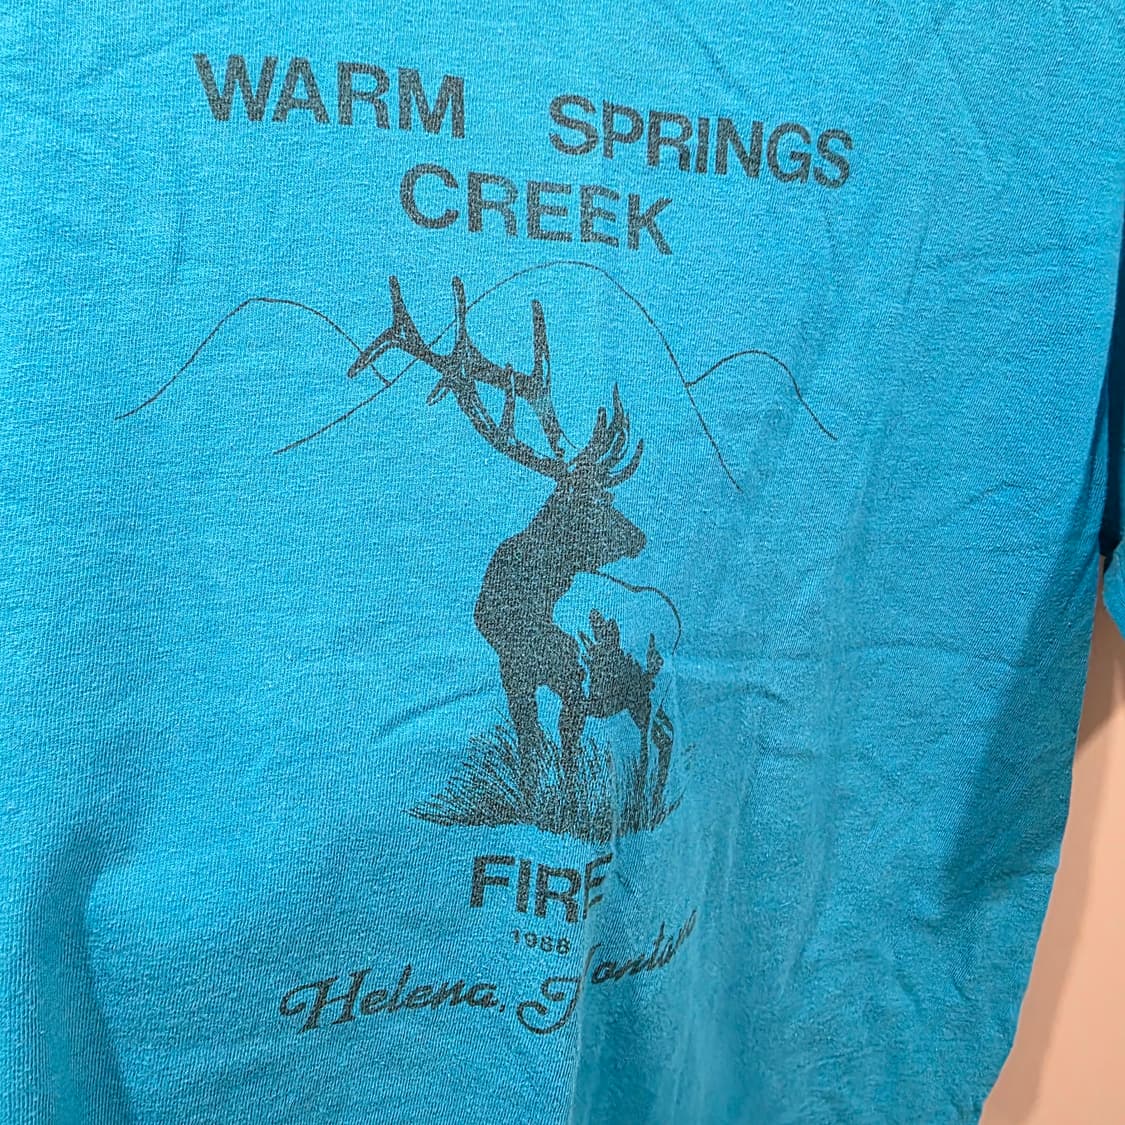 WARM SPRINGS
CREEK
FIRE
1988
Helena, Montana